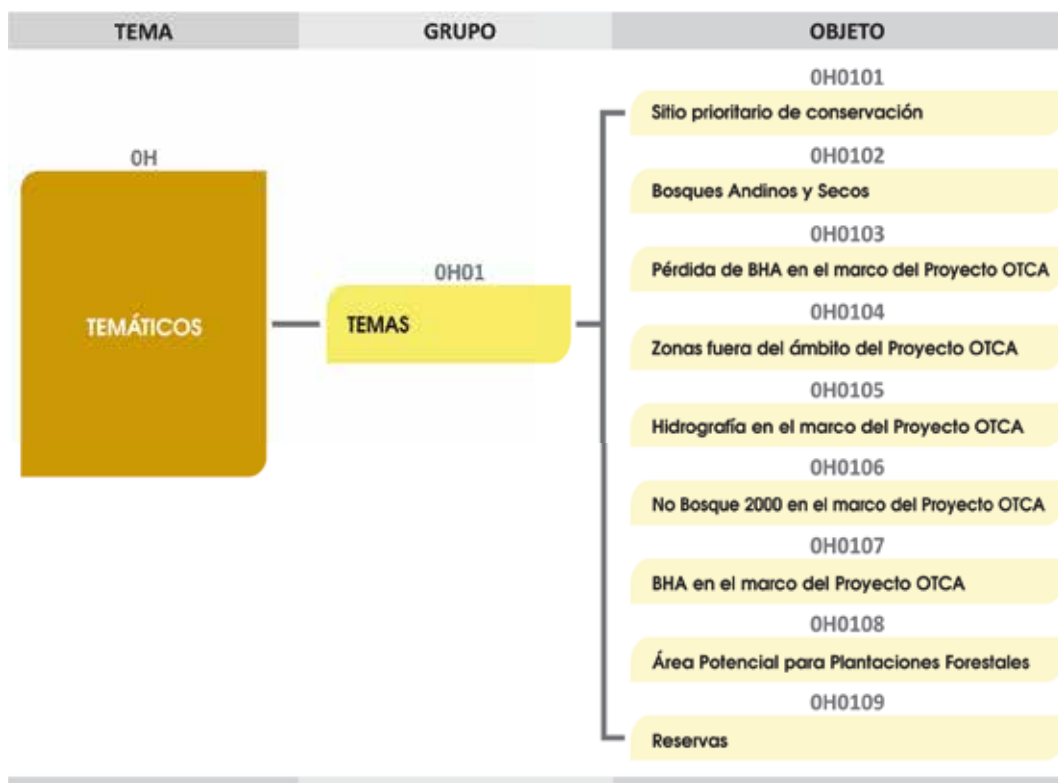 TEMA GRUPO OBJETO
0H0101
Sitio prioritario de conservación
0H
0H0102
Bosques Andinos y Secos
0H0103
0H01
Pérdida de BHA en el marco del Proyecto OTCA
0H0104
TEMÁTICOS
TEMAS
Zonas fuera del ámbito del Proyecto OTCA
0H0105
Hidrografía en el marco del Proyecto OTCA
0H0106
No Bosque 2000 en el marco del Proyecto OTCA
0H0107
BHA en el marco del Proyecto OTCA
0H0108
Área Potencial para Plantaciones Forestales
0H0109
Reservas